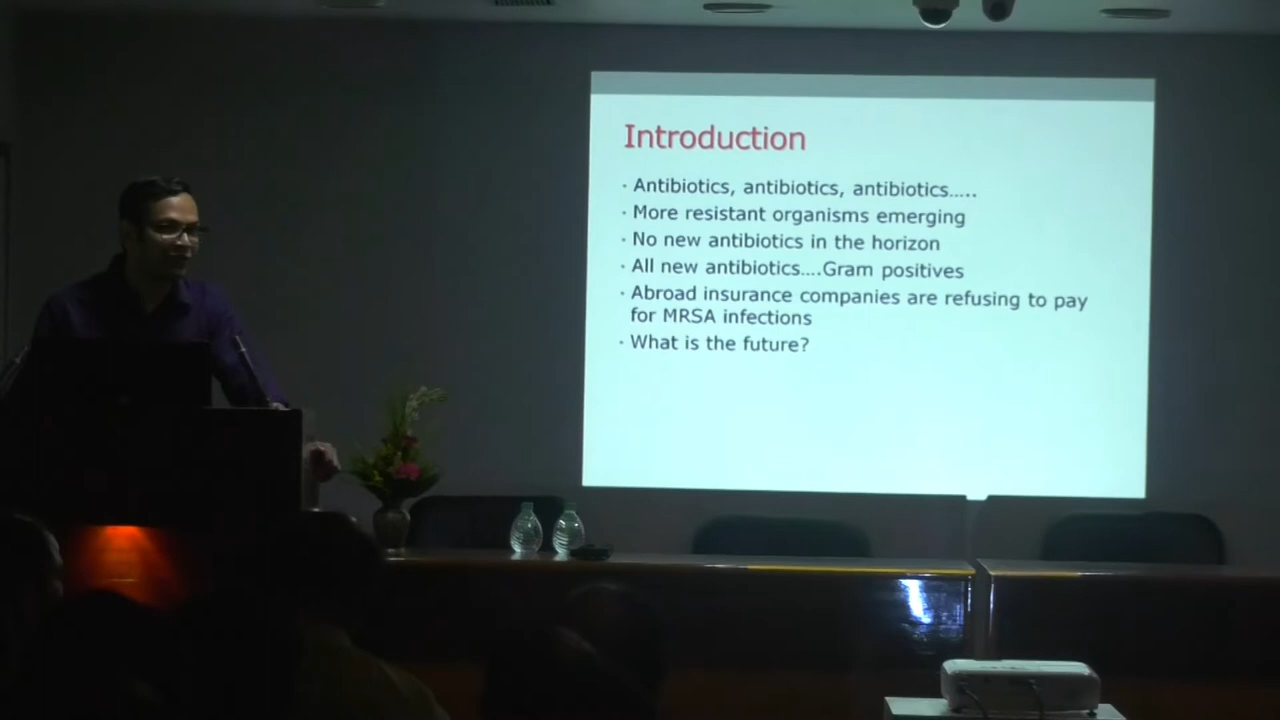 Introduction
· Antibiotics, antibiotics, antibiotics.....
· More resistant organisms emerging
· No new antibiotics in the horizon
· All new antibiotics....Gram positives
· Abroad insurance companies are refusing to pay
for MRSA infections
· What is the future?